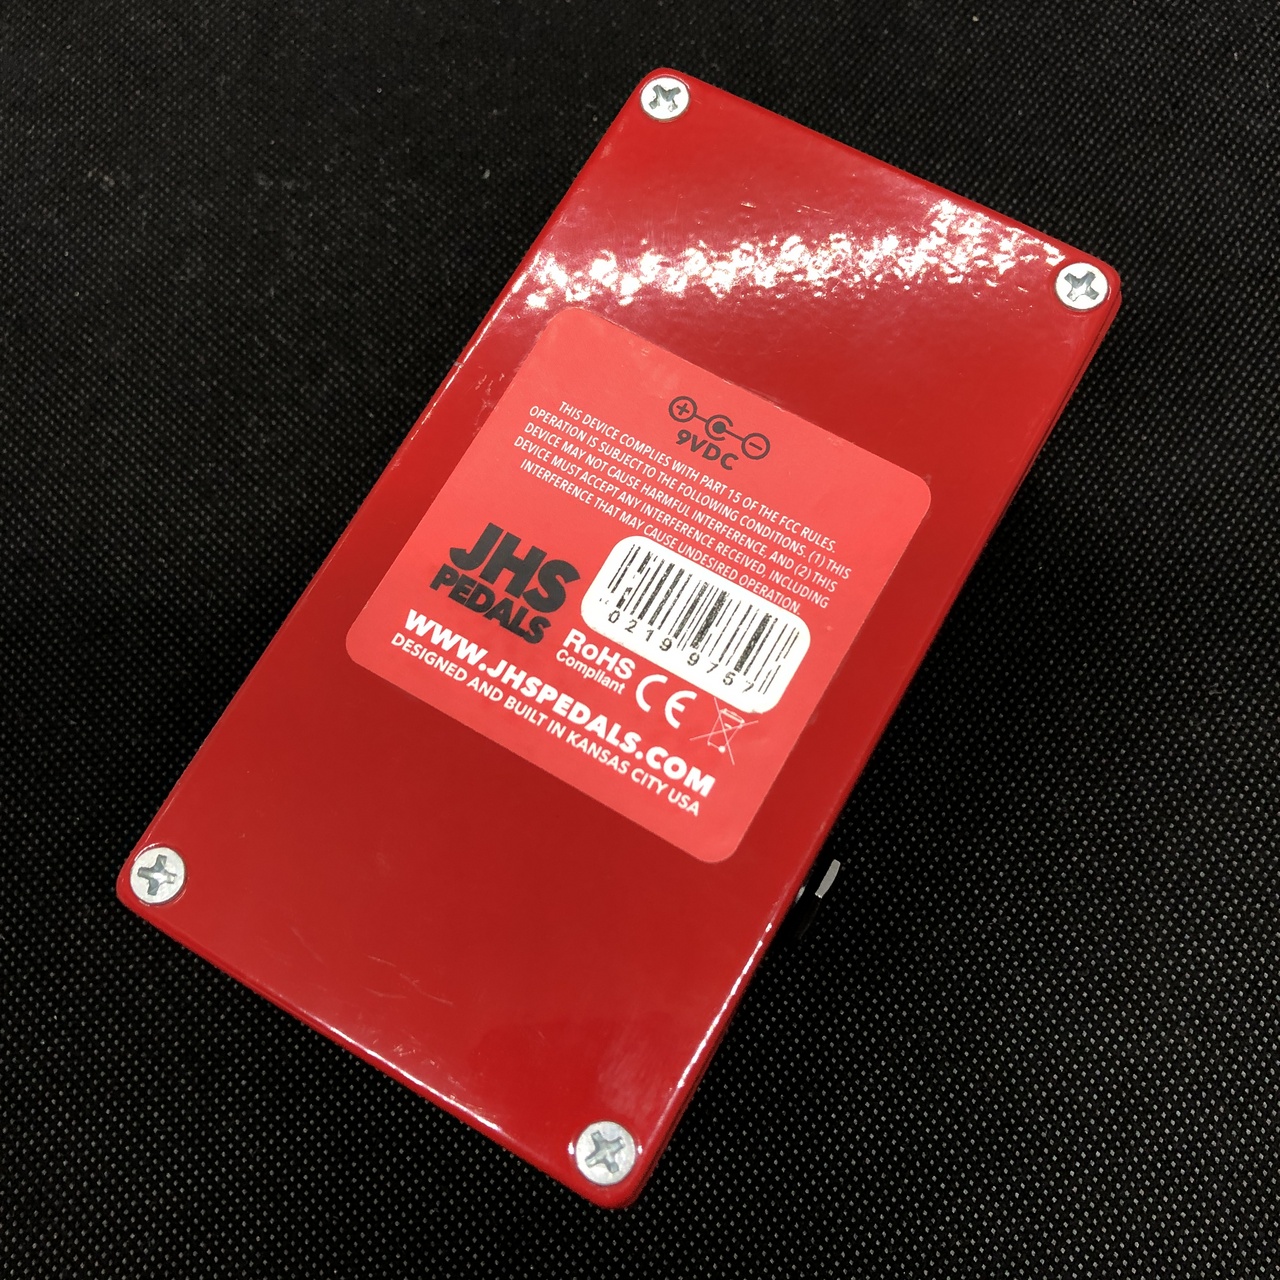 9VDC
THIS DEVICE COMPLIES WITH PART 15 OF THE FCC RULES.
OPERATION IS SUBJECT TO THE FOLLOWING CONDITIONS, (1) THIS
DEVICE MAY NOT CAUSE HARMFUL INTERFERENCE, AND (2) THIS
DEVICE MUST ACCEPT ANY INTERFERENCE RECEIVED, INCLUDING
INTERFERENCE THAT MAY CAUSE UNDESIRED OPERATION.
JHS
PEDALS
02199757
RoHS
Compliant
CE
WWW.JHSPEDALS.COM
DESIGNED AND BUILT IN KANSAS CITY USA